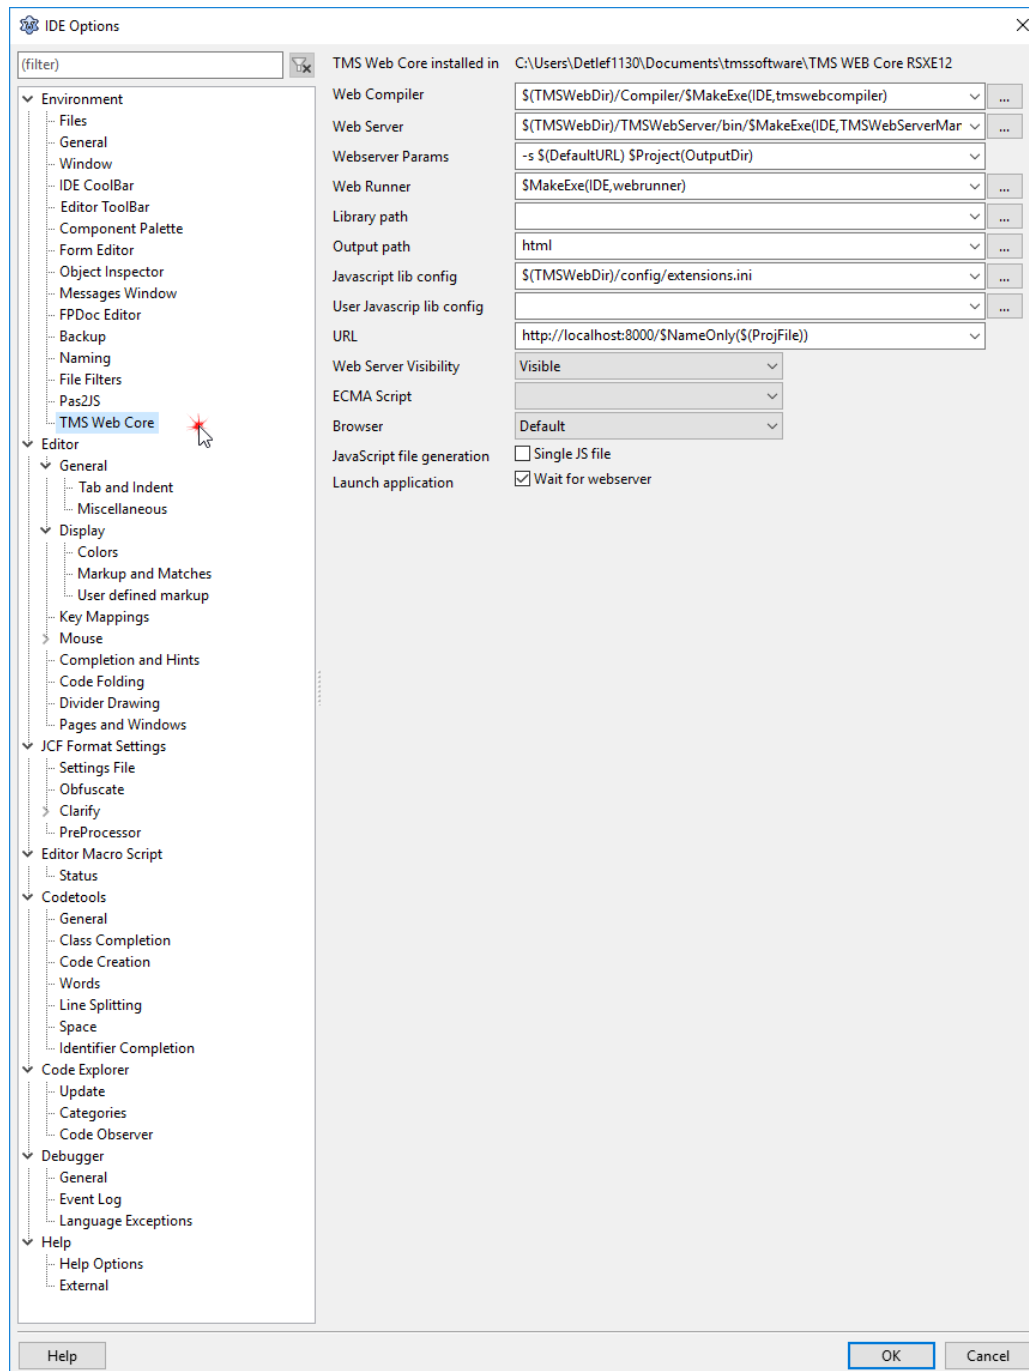 IDE Options
(filter)
Environment
Files
General
Window
IDE CoolBar
Editor ToolBar
Component Palette
Form Editor
Object Inspector
Messages Window
FPDoc Editor
Backup
Naming
File Filters
Pas2JS
TMS Web Core
Editor
General
Tab and Indent
Miscellaneous
Display
Colors
Markup and Matches
User defined markup
Key Mappings
Mouse
Completion and Hints
Code Folding
Divider Drawing
Pages and Windows
JCF Format Settings
Settings File
Obfuscate
Clarify
PreProcessor
Editor Macro Script
Status
Codetools
General
Class Completion
Code Creation
Words
Line Splitting
Space
Identifier Completion
Code Explorer
Update
Categories
Code Observer
Debugger
General
Event Log
Language Exceptions
Help
Help Options
External
TMS Web Core installed in C:\Users\Detlef1130\Documents\tmssoftware\TMS WEB Core RSXE12
Web Compiler $(TMSWebDir)/Compiler/$MakeExe(IDE,tmswebcompiler) ...
Web Server $(TMSWebDir)/TMSWebServer/bin/$MakeExe(IDE,TMSWebServerMar ...
Webserver Params -s $(DefaultURL) $Project(OutputDir)
Web Runner $MakeExe(IDE,webrunner) ...
Library path ...
Output path html ...
Javascript lib config $(TMSWebDir)/config/extensions.ini ...
User Javascrip lib config ...
URL http://localhost:8000/$NameOnly($(ProjFile))
Web Server Visibility Visible
ECMA Script
Browser Default
JavaScript file generation Single JS file
Launch application Wait for webserver
Help OK Cancel